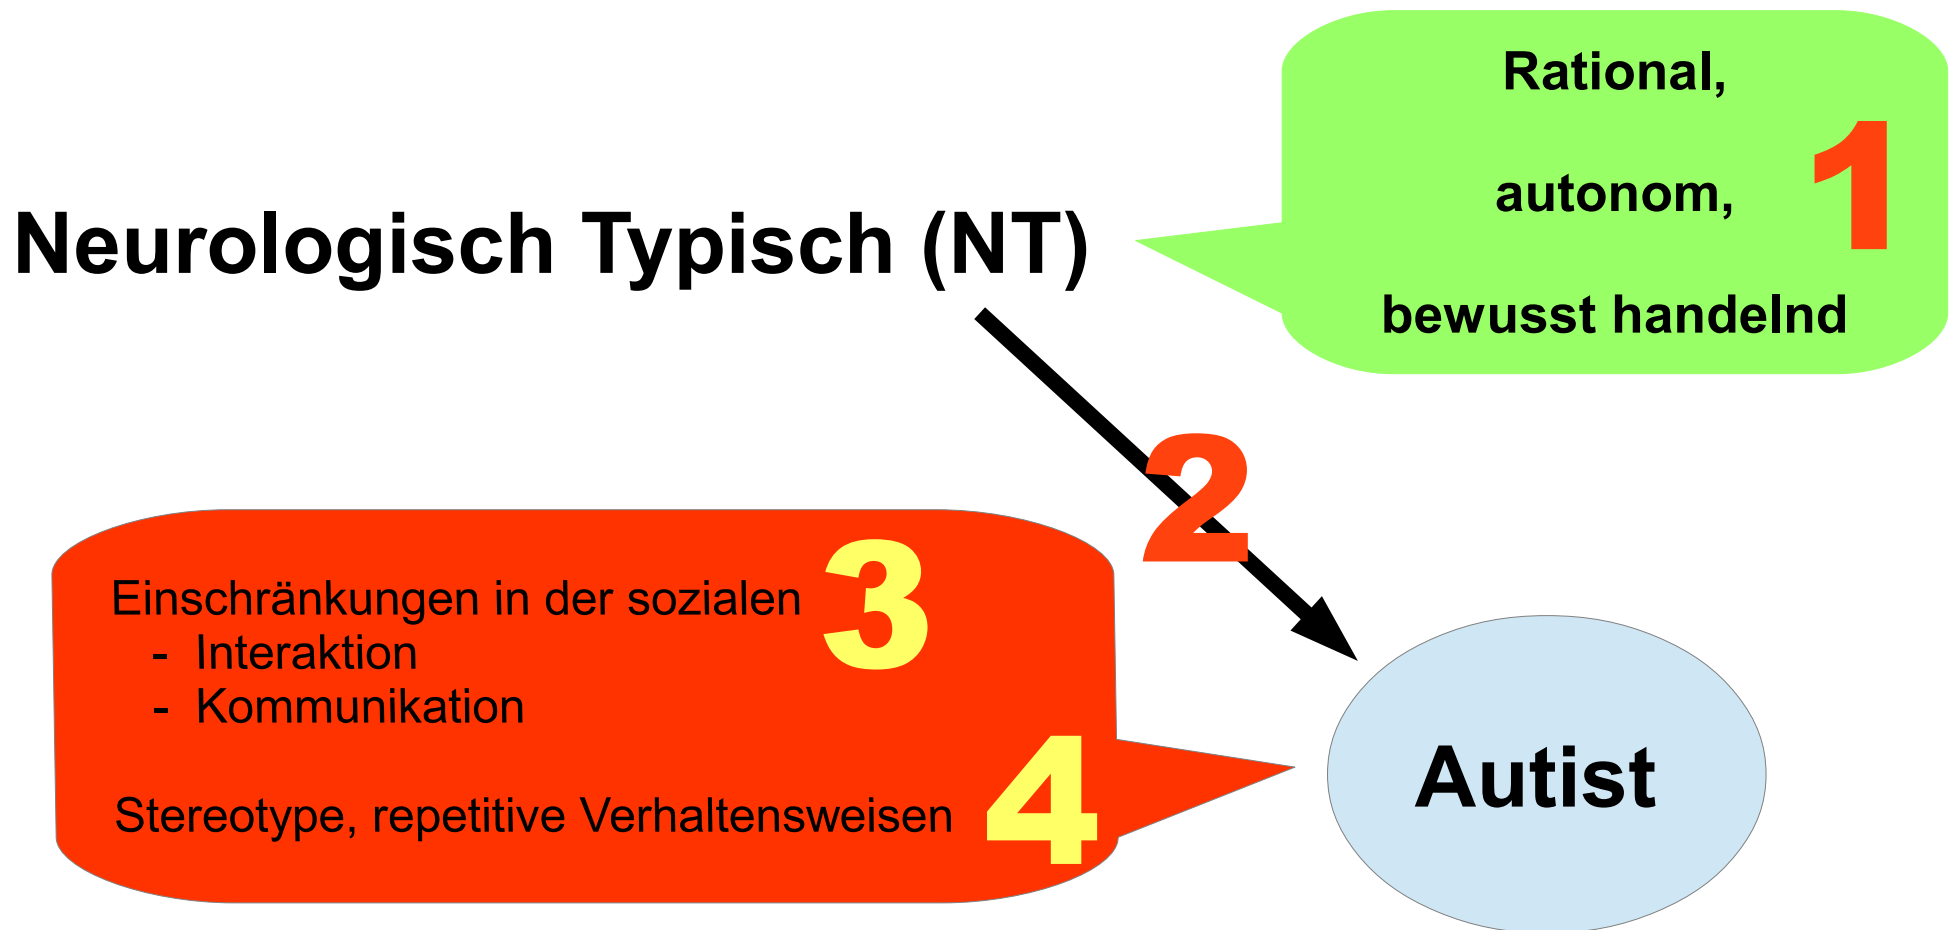 Rational,
autonom,
1
bewusst handelnd
Neurologisch Typisch (NT)
2
3
Einschränkungen in der sozialen
- Interaktion
- Kommunikation
4
Stereotype, repetitive Verhaltensweisen
Autist